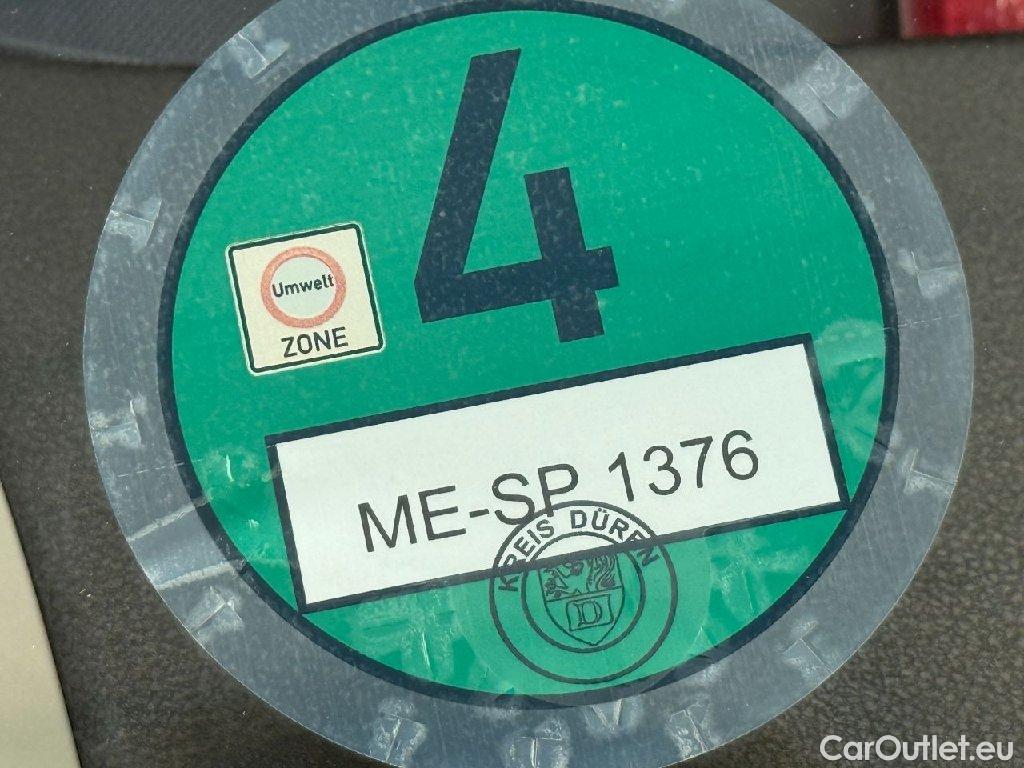 4
Umwelt
ZONE
ME-SP 1376
KREIS DÜREN
D
CarOutlet.eu